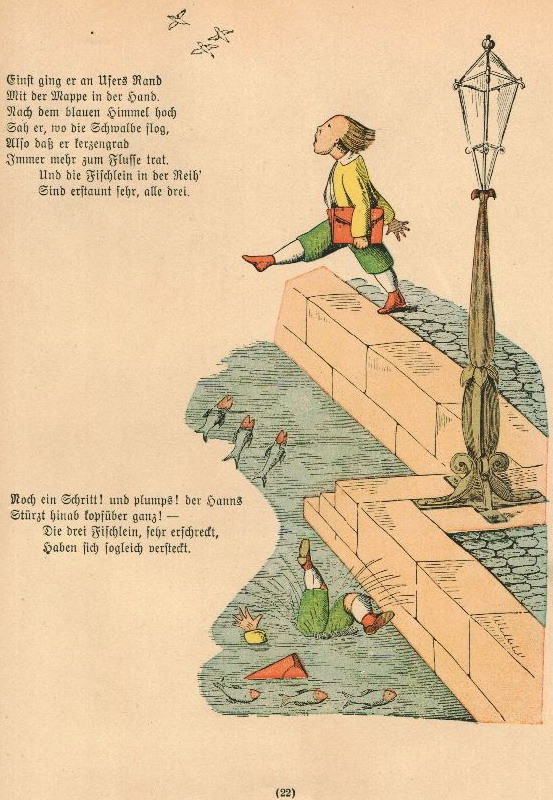 Einst ging er an Ufers Rand
Mit der Mappe in der Hand.
Nach dem blauen Himmel hoch
Sah er, wo die Schwalbe flog,
Also daß er kerzengrad
Immer mehr zum Flusse trat.
Und die Fischlein in der Reih'
Sind erstaunt sehr, alle drei.
Noch ein Schritt! und plumps! der Hanns
Stürzt hinab kopfüber ganz! —
Die drei Fischlein, sehr erschreckt,
Haben sich sogleich versteckt.
(22)